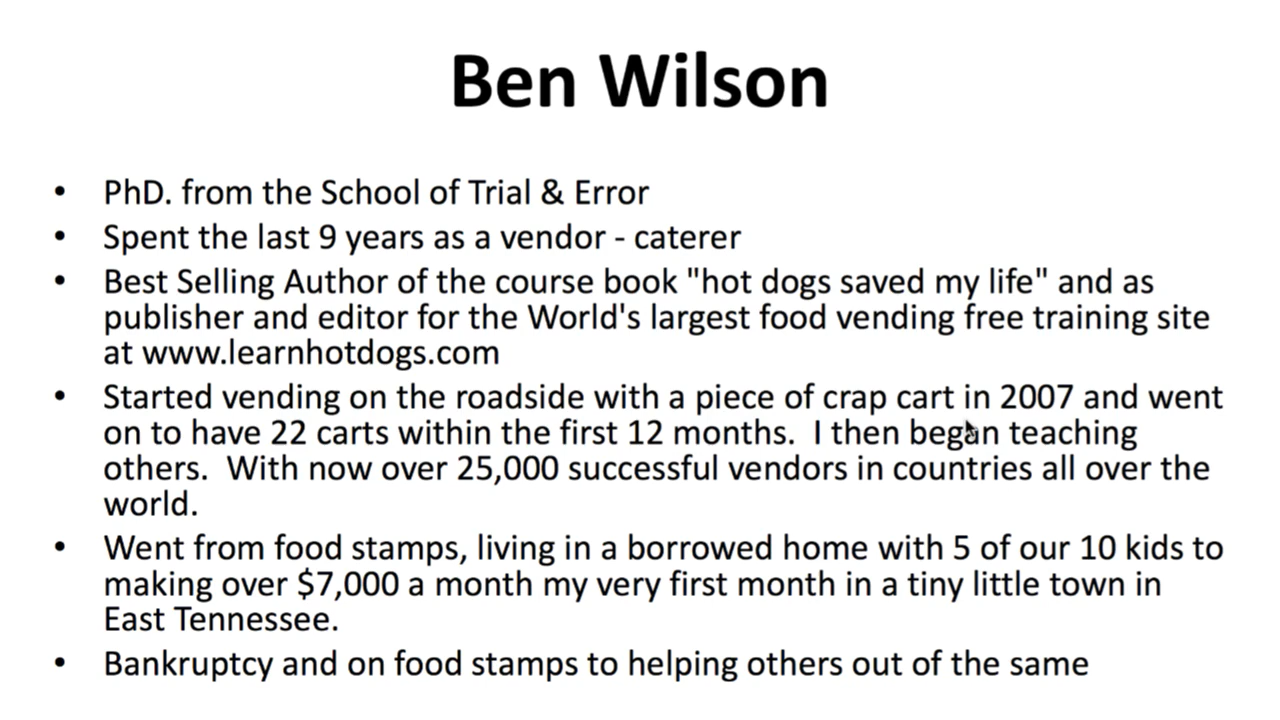 Ben Wilson
• PhD. from the School of Trial & Error
• Spent the last 9 years as a vendor - caterer
• Best Selling Author of the course book "hot dogs saved my life" and as
publisher and editor for the World's largest food vending free training site
at www.learnhotdogs.com
• Started vending on the roadside with a piece of crap cart in 2007 and went
on to have 22 carts within the first 12 months.  I then began teaching
others.  With now over 25,000 successful vendors in countries all over the
world.
• Went from food stamps, living in a borrowed home with 5 of our 10 kids to
making over $7,000 a month my very first month in a tiny little town in
East Tennessee.
• Bankruptcy and on food stamps to helping others out of the same